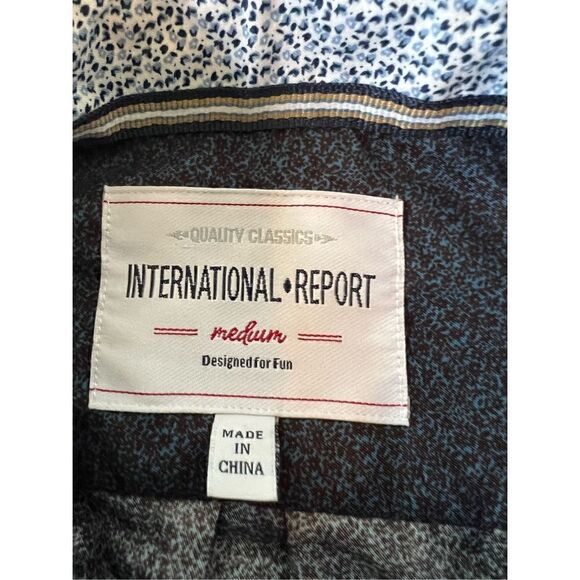 QUALITY CLASSICS
INTERNATIONAL•REPORT
medium
Designed for Fun
MADE
IN
CHINA